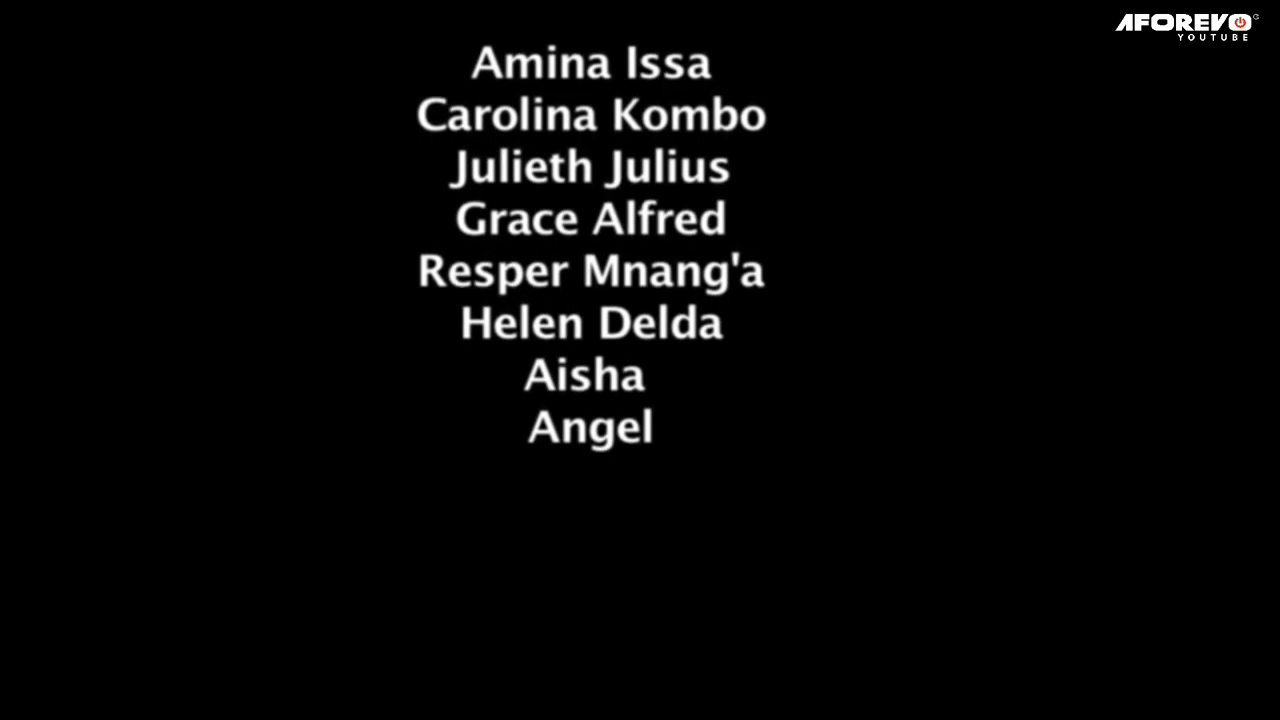 AFOREVO
YOUTUBE
Amina Issa
Carolina Kombo
Julieth Julius
Grace Alfred
Resper Mnang'a
Helen Delda
Aisha
Angel